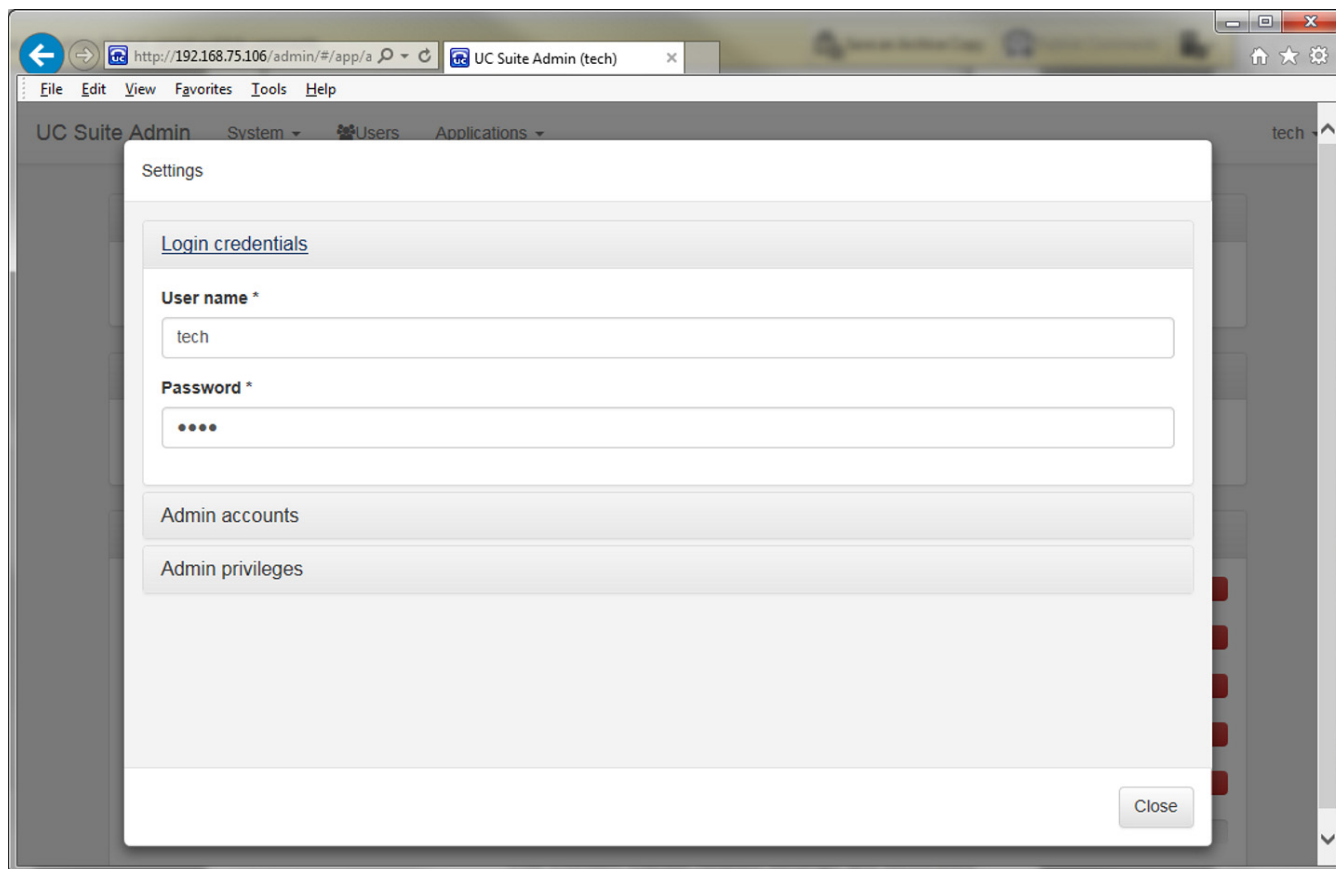 http://192.168.75.106/admin/#/app/a
UC Suite Admin (tech)
File Edit View Favorites Tools Help
UC Suite Admin System Users Applications tech
Settings
Login credentials
User name *
tech
Password *
••••
Admin accounts
Admin privileges
Close